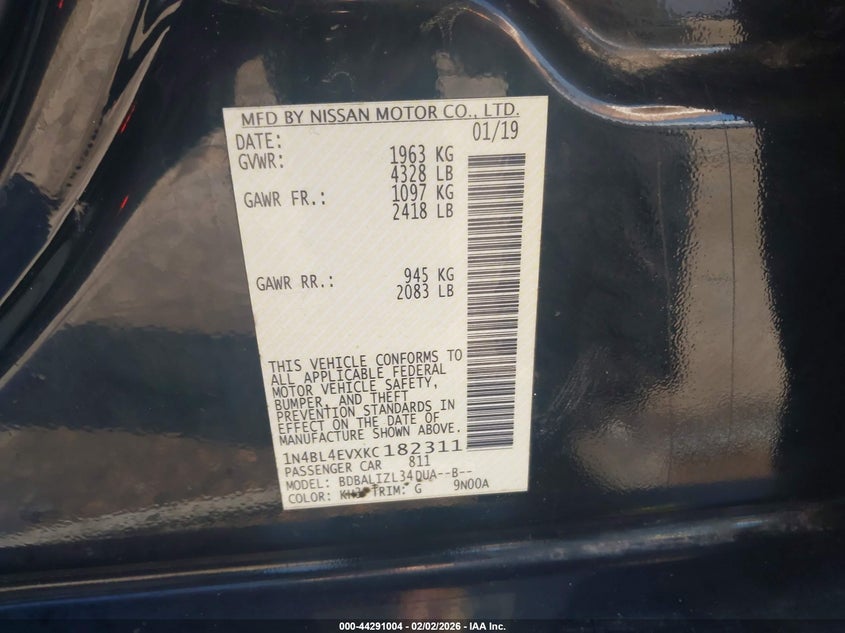 MFD BY NISSAN MOTOR CO., LTD.
DATE: 01/19
GVWR: 1963 KG
4328 LB
GAWR FR.: 1097 KG
2418 LB
GAWR RR.: 945 KG
2083 LB
THIS VEHICLE CONFORMS TO
ALL APPLICABLE FEDERAL
MOTOR VEHICLE SAFETY,
BUMPER, AND THEFT
PREVENTION STANDARDS IN
EFFECT ON THE DATE OF
MANUFACTURE SHOWN ABOVE.
1N4BL4EVXKC182311
PASSENGER CAR 811
MODEL: BDBALIZL34DUA--B--
COLOR: TRIM: G 9N00A
000-44291004 - 02/02/2026 - IAA Inc.